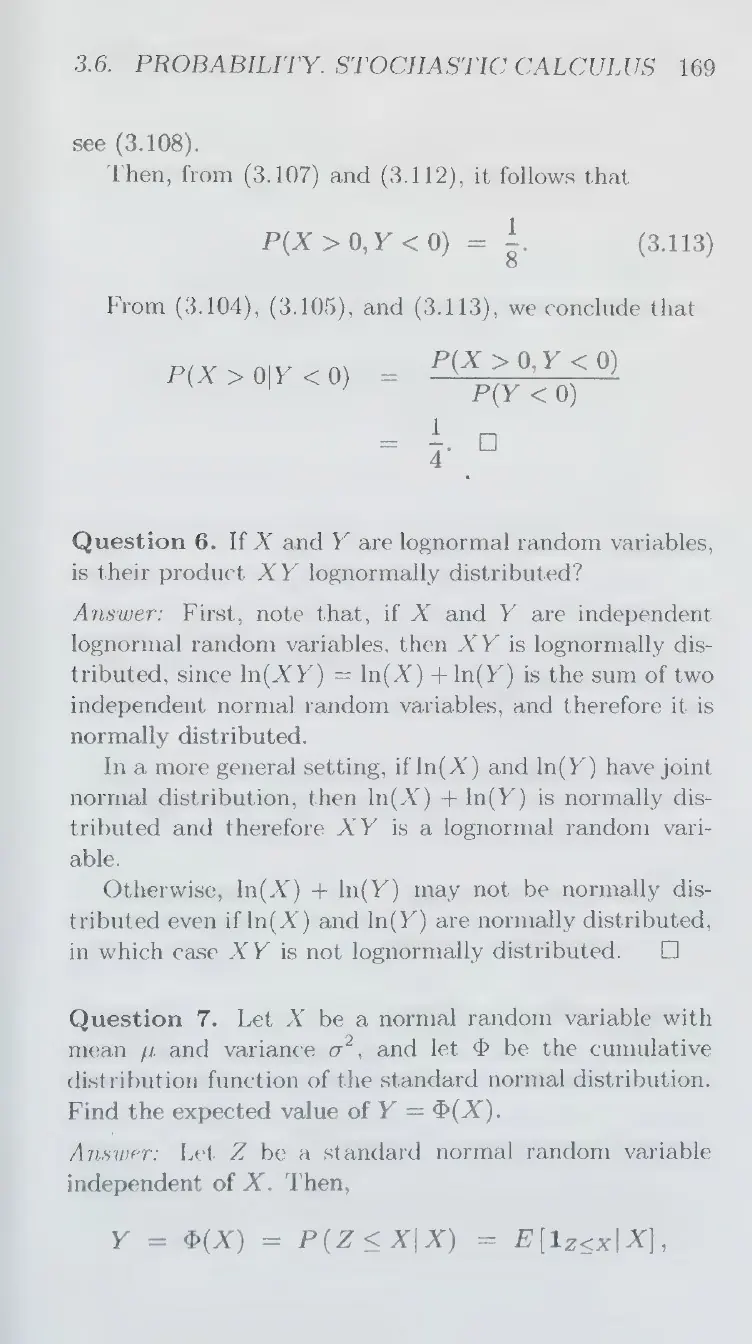 3.6. PROBABILITY. STOCHASTIC CALCULUS 169
see (3.108).
Then, from (3.107) and (3.112), it follows that
P(X > 0, Y < 0) = 1/8. (3.113)
From (3.104), (3.105), and (3.113), we conclude that
P(X > 0|Y < 0) = P(X > 0, Y < 0) / P(Y < 0)
= 1/4. □
Question 6. If X and Y are lognormal random variables,
is their product XY lognormally distributed?
Answer: First, note that, if X and Y are independent
lognormal random variables, then XY is lognormally dis-
tributed, since ln(XY) = ln(X) + ln(Y) is the sum of two
independent normal random variables, and therefore it is
normally distributed.
In a more general setting, if ln(X) and ln(Y) have joint
normal distribution, then ln(X) + ln(Y) is normally dis-
tributed and therefore XY is a lognormal random vari-
able.
Otherwise, ln(X) + ln(Y) may not be normally dis-
tributed even if ln(X) and ln(Y) are normally distributed,
in which case XY is not lognormally distributed. □
Question 7. Let X be a normal random variable with
mean μ and variance σ², and let Φ be the cumulative
distribution function of the standard normal distribution.
Find the expected value of Y = Φ(X).
Answer: Let Z be a standard normal random variable
independent of X. Then,
Y = Φ(X) = P(Z ≤ X|X) = E[1_{Z≤X}|X],